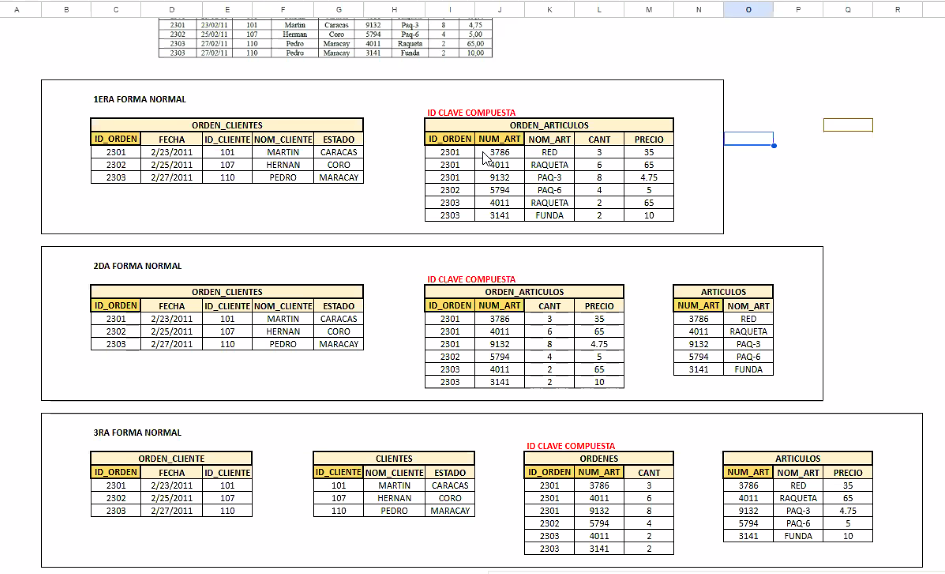 A B C D E F G H I J K L M N O P Q R
2301 23/02/11 101 Martin Caracas 9132 Paq-3 8 4,75
2302 25/02/11 107 Herman Coro 5794 Paq-6 4 5,00
2303 27/02/11 110 Pedro Maracay 4011 Raqueta 2 65,00
2303 27/02/11 110 Pedro Maracay 3141 Funda 2 10,00
1ERA FORMA NORMAL
ID CLAVE COMPUESTA
ORDEN_CLIENTES ORDEN_ARTICULOS
ID_ORDEN FECHA ID_CLIENTE NOM_CLIENTE ESTADO ID_ORDEN NUM_ART NOM_ART CANT PRECIO
2301 2/23/2011 101 MARTIN CARACAS 2301 3786 RED 3 35
2302 2/25/2011 107 HERNAN CORO 2301 4011 RAQUETA 6 65
2303 2/27/2011 110 PEDRO MARACAY 2301 9132 PAQ-3 8 4.75
2302 5794 PAQ-6 4 5
2303 4011 RAQUETA 2 65
2303 3141 FUNDA 2 10
2DA FORMA NORMAL
ID CLAVE COMPUESTA
ORDEN_CLIENTES ORDEN_ARTICULOS ARTICULOS
ID_ORDEN FECHA ID_CLIENTE NOM_CLIENTE ESTADO ID_ORDEN NUM_ART CANT PRECIO NUM_ART NOM_ART
2301 2/23/2011 101 MARTIN CARACAS 2301 3786 3 35 3786 RED
2302 2/25/2011 107 HERNAN CORO 2301 4011 6 65 4011 RAQUETA
2303 2/27/2011 110 PEDRO MARACAY 2301 9132 8 4.75 9132 PAQ-3
2302 5794 4 5 5794 PAQ-6
2303 4011 2 65 3141 FUNDA
2303 3141 2 10
3RA FORMA NORMAL
ID CLAVE COMPUESTA
ORDEN_CLIENTE CLIENTES ORDENES ARTICULOS
ID_ORDEN FECHA ID_CLIENTE ID_CLIENTE NOM_CLIENTE ESTADO ID_ORDEN NUM_ART CANT NUM_ART NOM_ART PRECIO
2301 2/23/2011 101 101 MARTIN CARACAS 2301 3786 3 3786 RED 35
2302 2/25/2011 107 107 HERNAN CORO 2301 4011 6 4011 RAQUETA 65
2303 2/27/2011 110 110 PEDRO MARACAY 2301 9132 8 9132 PAQ-3 4.75
2302 5794 4 5794 PAQ-6 5
2303 4011 2 3141 FUNDA 10
2303 3141 2